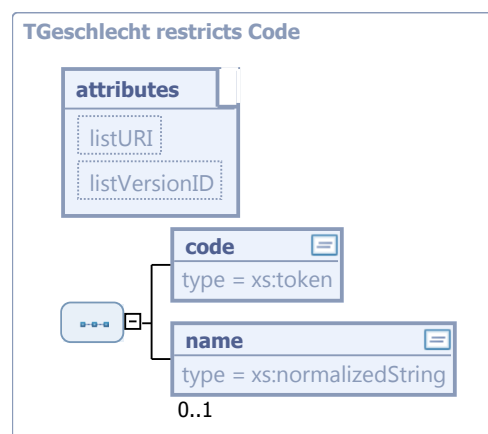 TGeschlecht restricts Code
attributes
listURI
listVersionID
code
type = xs:token
name
type = xs:normalizedString
0..1